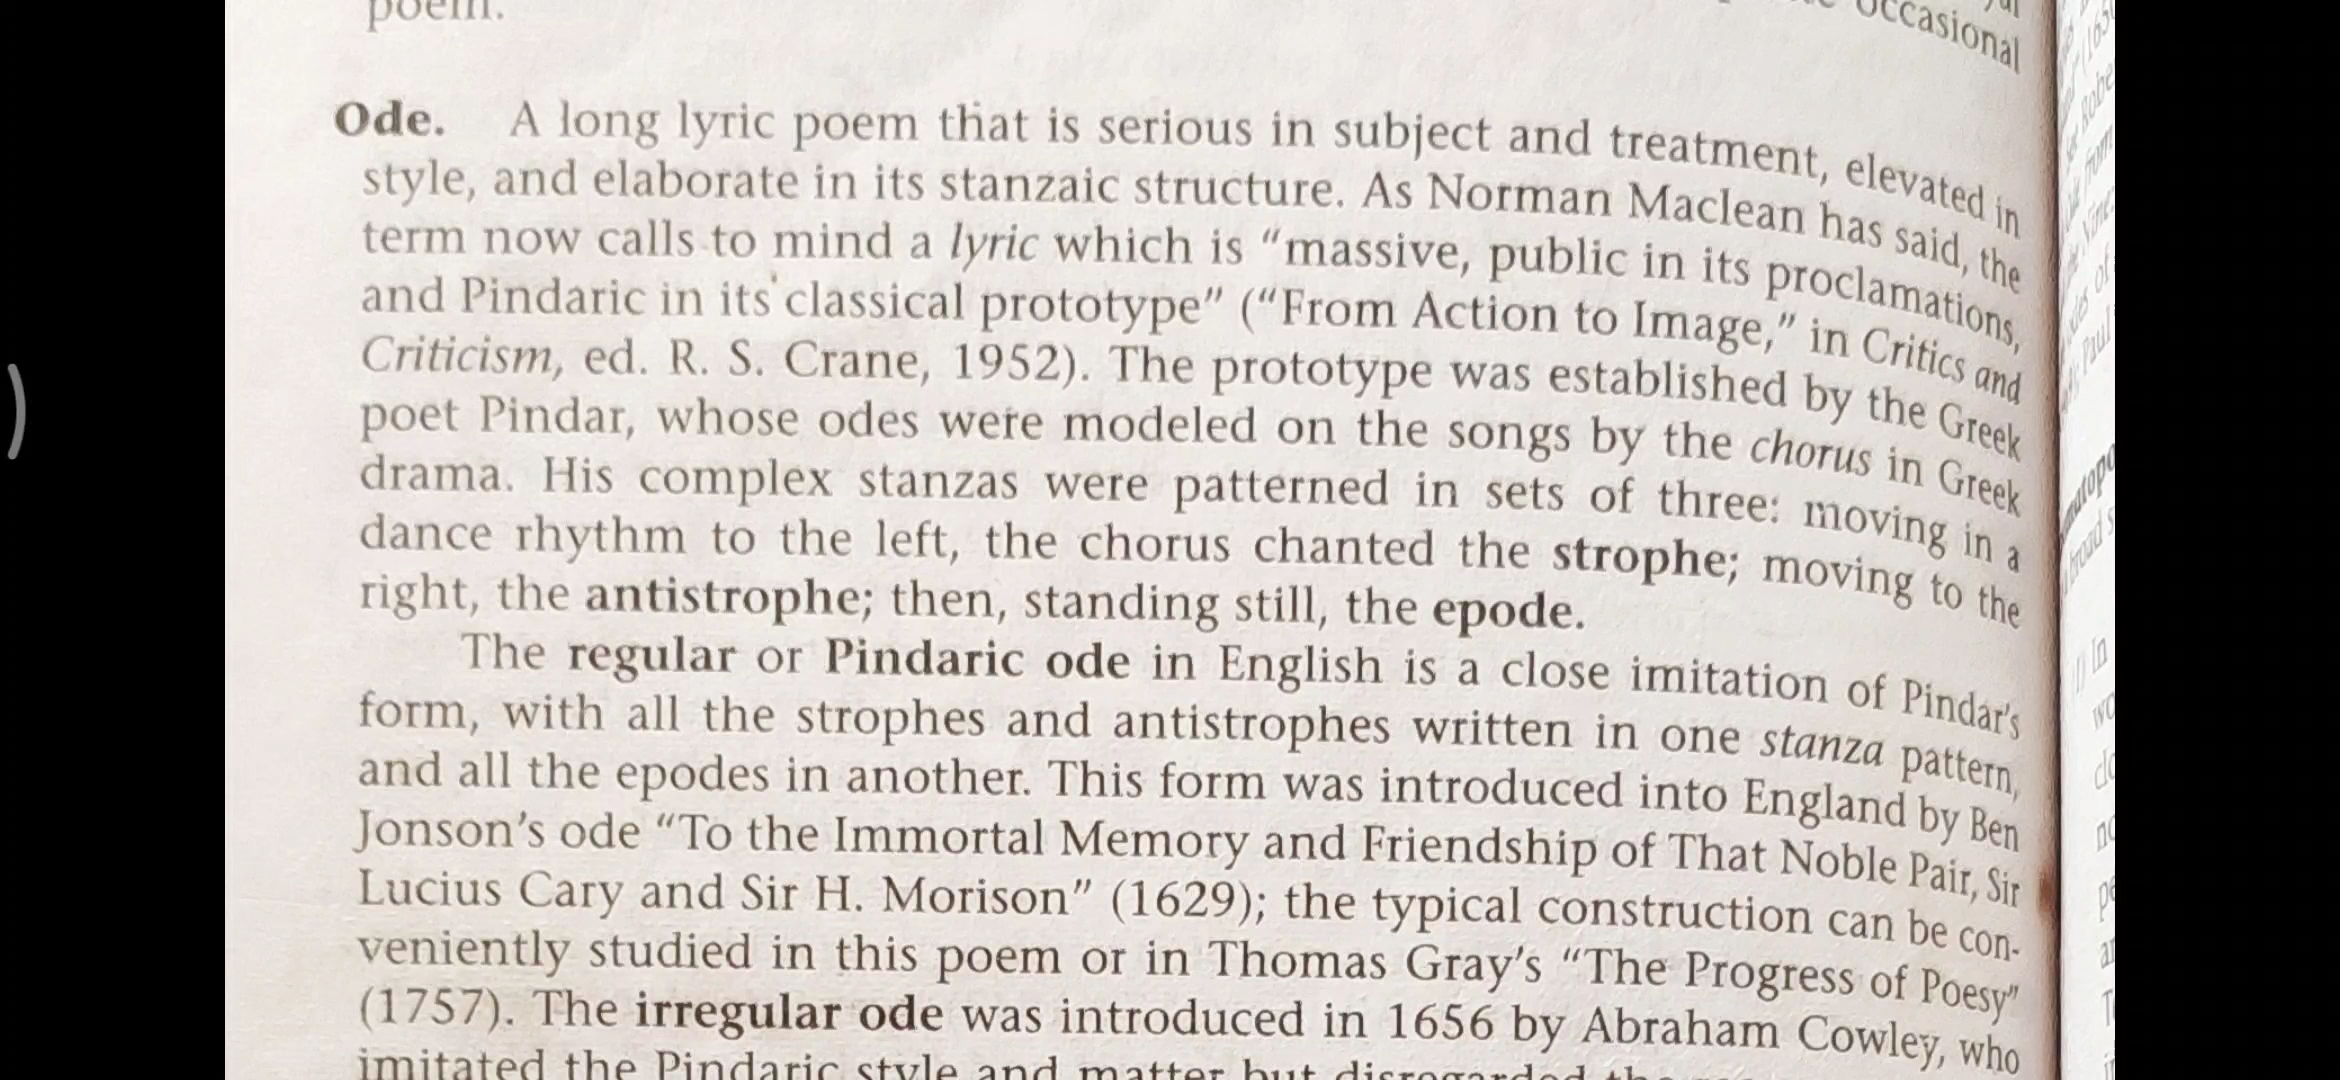 poem.
occasional
Ode. A long lyric poem that is serious in subject and treatment, elevated in
style, and elaborate in its stanzaic structure. As Norman Maclean has said, the
term now calls to mind a lyric which is “massive, public in its proclamations,
and Pindaric in its classical prototype” (“From Action to Image,” in Critics and
Criticism, ed. R. S. Crane, 1952). The prototype was established by the Greek
poet Pindar, whose odes were modeled on the songs by the chorus in Greek
drama. His complex stanzas were patterned in sets of three: moving in a
dance rhythm to the left, the chorus chanted the strophe; moving to the
right, the antistrophe; then, standing still, the epode.
The regular or Pindaric ode in English is a close imitation of Pindar’s
form, with all the strophes and antistrophes written in one stanza pattern,
and all the epodes in another. This form was introduced into England by Ben
Jonson’s ode “To the Immortal Memory and Friendship of That Noble Pair, Sir
Lucius Cary and Sir H. Morison” (1629); the typical construction can be con-
veniently studied in this poem or in Thomas Gray’s “The Progress of Poesy”
(1757). The irregular ode was introduced in 1656 by Abraham Cowley, who
imitated the Pindaric style and matter but disregarded